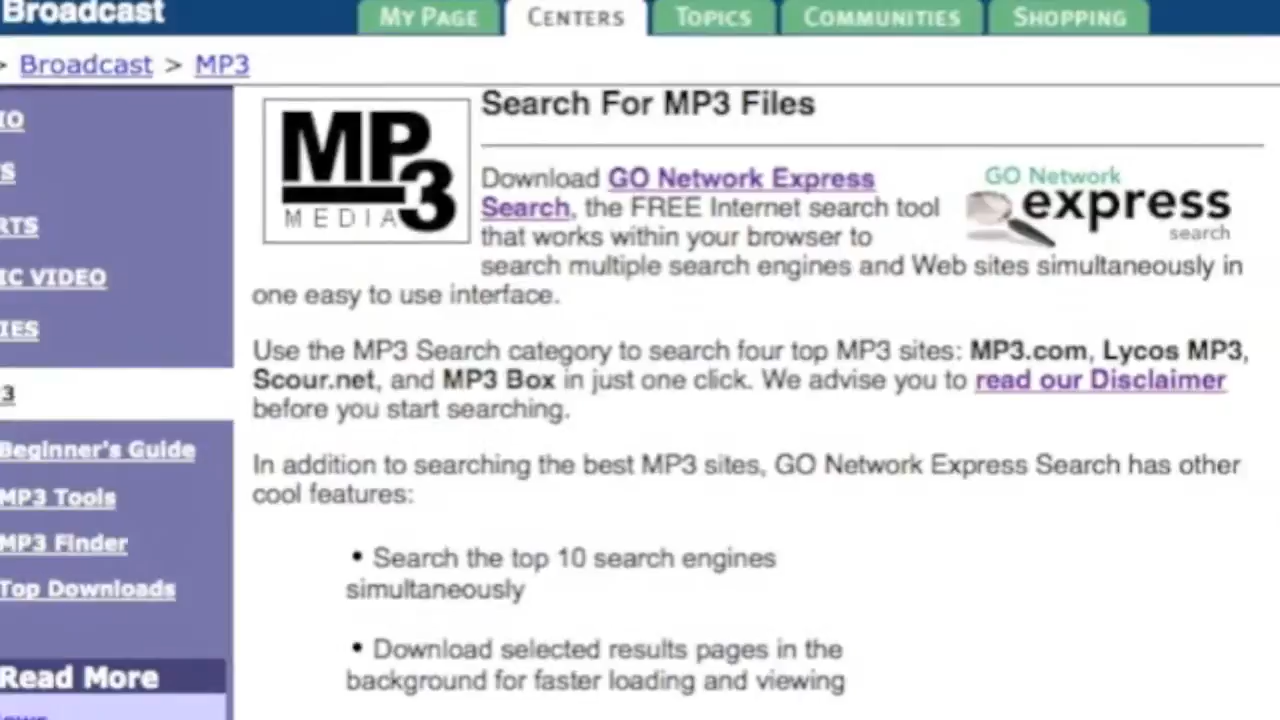 Broadcast
MY PAGE
CENTERS
TOPICS
COMMUNITIES
SHOPPING
> Broadcast > MP3
IO
S
RTS
IC VIDEO
IES
3
Beginner's Guide
MP3 Tools
MP3 Finder
Top Downloads
Read More
MP3
MEDIA
Search For MP3 Files
Download GO Network Express
Search, the FREE Internet search tool
that works within your browser to
search multiple search engines and Web sites simultaneously in
one easy to use interface.
GO Network
express
search
Use the MP3 Search category to search four top MP3 sites: MP3.com, Lycos MP3,
Scour.net, and MP3 Box in just one click. We advise you to read our Disclaimer
before you start searching.
In addition to searching the best MP3 sites, GO Network Express Search has other
cool features:
• Search the top 10 search engines
simultaneously
• Download selected results pages in the
background for faster loading and viewing